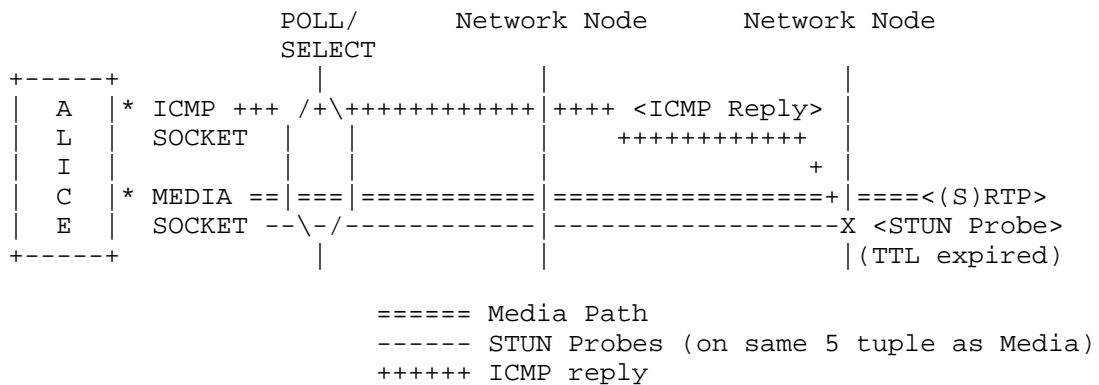 POLL/ Network Node Network Node
SELECT
A * ICMP <ICMP Reply>
L SOCKET
I
C * MEDIA <(S)RTP>
E SOCKET X <STUN Probe>
(TTL expired)
====== Media Path
------ STUN Probes (on same 5 tuple as Media)
++++++ ICMP reply